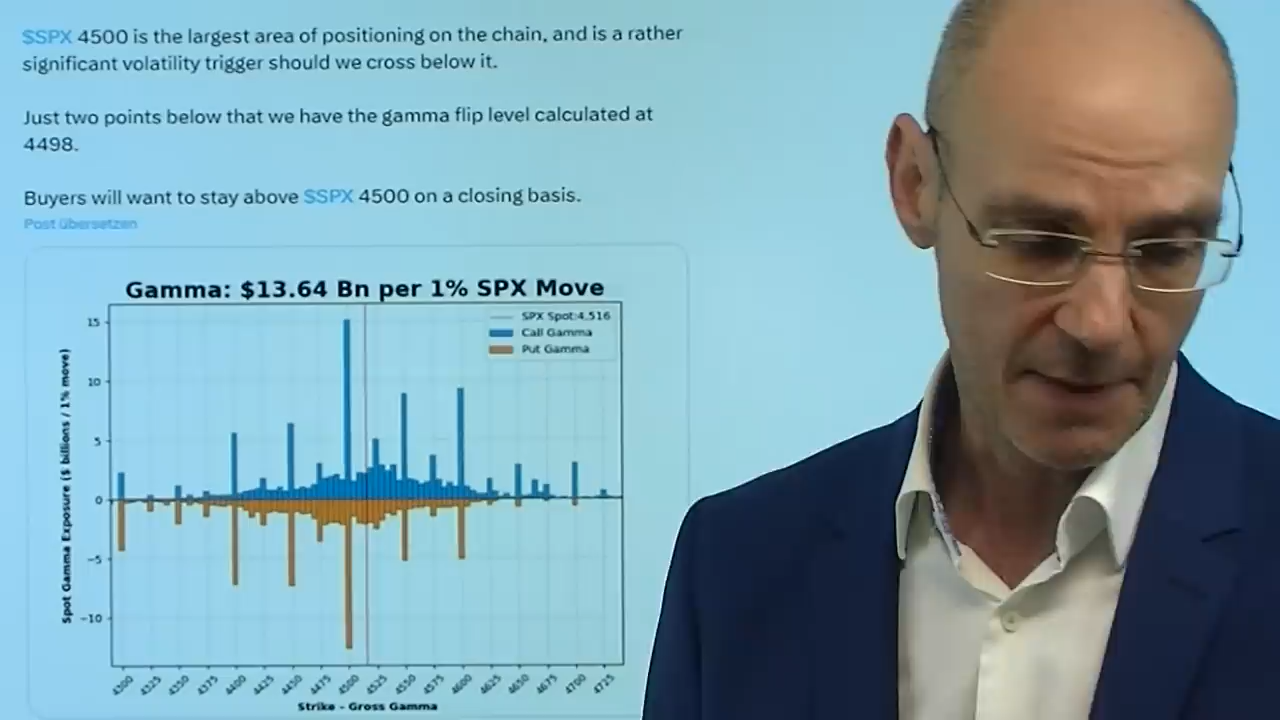 $SPX 4500 is the largest area of positioning on the chain, and is a rather
significant volatility trigger should we cross below it.
Just two points below that we have the gamma flip level calculated at
4498.
Buyers will want to stay above $SPX 4500 on a closing basis.
Post übersetzen
Gamma: $13.64 Bn per 1% SPX Move
SPX Spot:4,516
Call Gamma
Put Gamma
Spot Gamma Exposure ($ billions / 1% move)
15
10
5
0
−5
−10
4300 4325 4350 4375 4400 4425 4450 4475 4500 4525 4550 4575 4600 4625 4650 4675 4700 4725
Strike - Gross Gamma